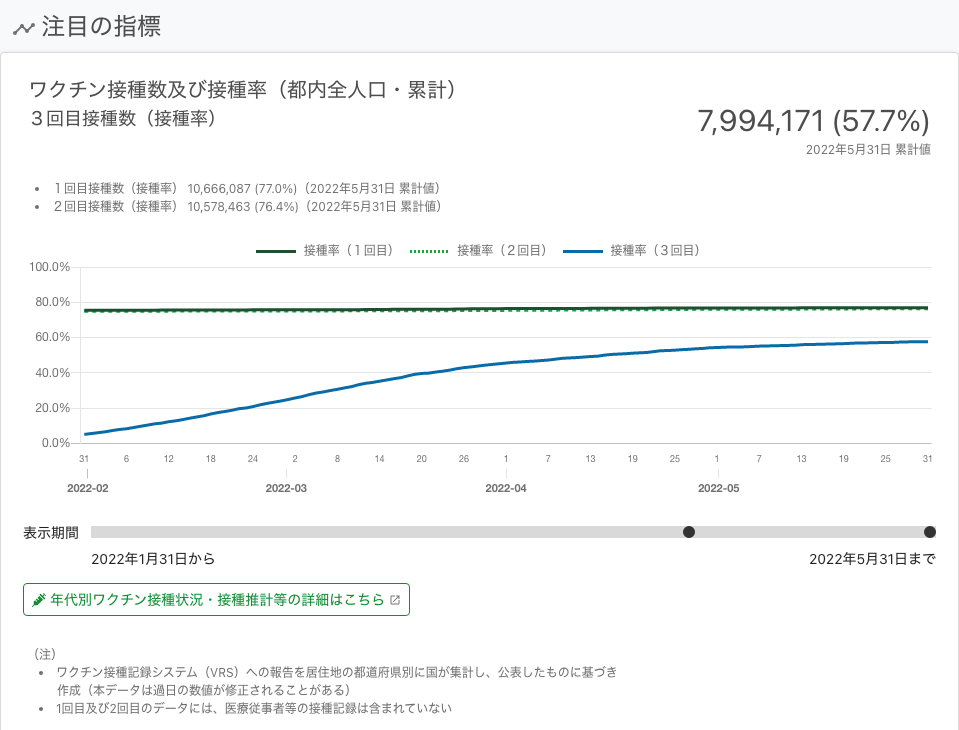 注目の指標
ワクチン接種数及び接種率（都内全人口・累計）
３回目接種数（接種率）
7,994,171 (57.7%)
2022年5月31日 累計値
１回目接種数（接種率） 10,666,087 (77.0%)（2022年5月31日 累計値）
２回目接種数（接種率） 10,578,463 (76.4%)（2022年5月31日 累計値）
接種率（１回目） 接種率（２回目） 接種率（３回目）
100.0%
80.0%
60.0%
40.0%
20.0%
0.0%
31 6 12 18 24 2 8 14 20 26 1 7 13 19 25 1 7 13 19 25 31
2022-02 2022-03 2022-04 2022-05
表示期間
2022年1月31日から 2022年5月31日まで
年代別ワクチン接種状況・接種推計等の詳細はこちら
（注）
ワクチン接種記録システム（VRS）への報告を居住地の都道府県別に国が集計し、公表したものに基づき
作成（本データは過日の数値が修正されることがある）
1回目及び2回目のデータには、医療従事者等の接種記録は含まれていない